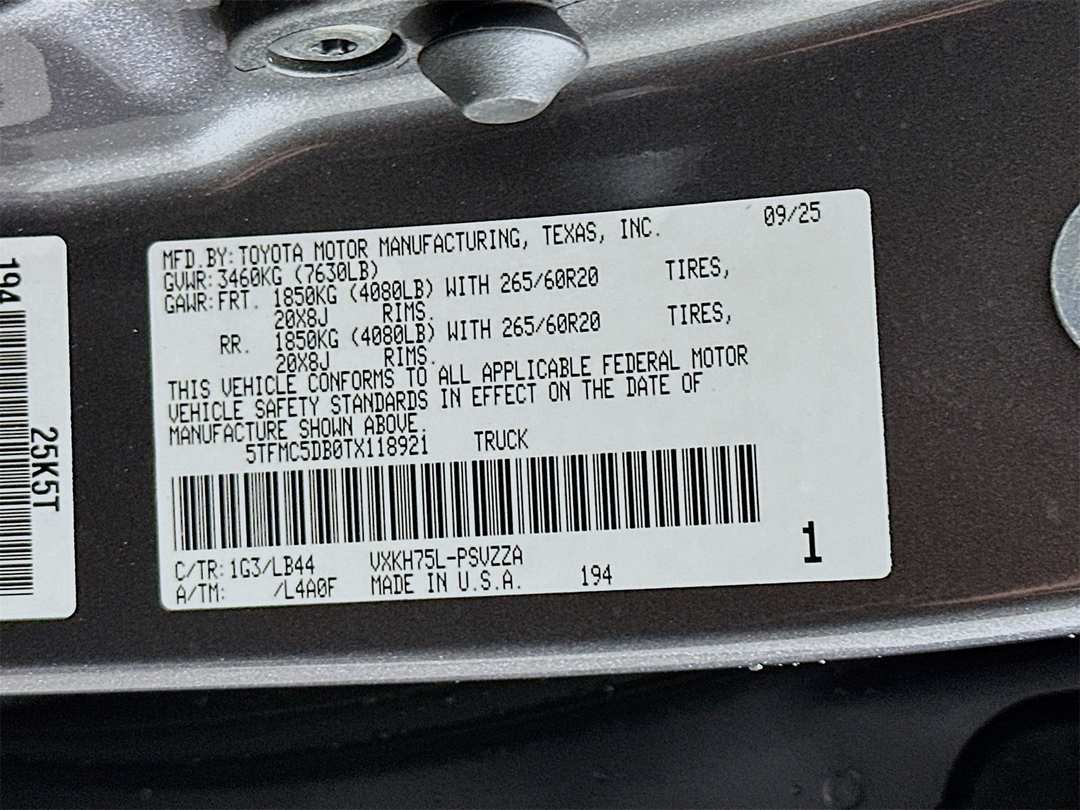 194
25K5T
MFD.BY:TOYOTA MOTOR MANUFACTURING, TEXAS, INC. 09/25
GVWR:3460KG (7630LB)
GAWR:FRT. 1850KG (4080LB) WITH 265/60R20 TIRES,
20X8J RIMS.
RR. 1850KG (4080LB) WITH 265/60R20 TIRES,
20X8J RIMS.
THIS VEHICLE CONFORMS TO ALL APPLICABLE FEDERAL MOTOR
VEHICLE SAFETY STANDARDS IN EFFECT ON THE DATE OF
MANUFACTURE SHOWN ABOVE.
5TFMC5DB0TX118921 TRUCK
C/TR:1G3/LB44 VXKH75L-PSVZZA
A/TM: /L4A0F MADE IN U.S.A. 194
1